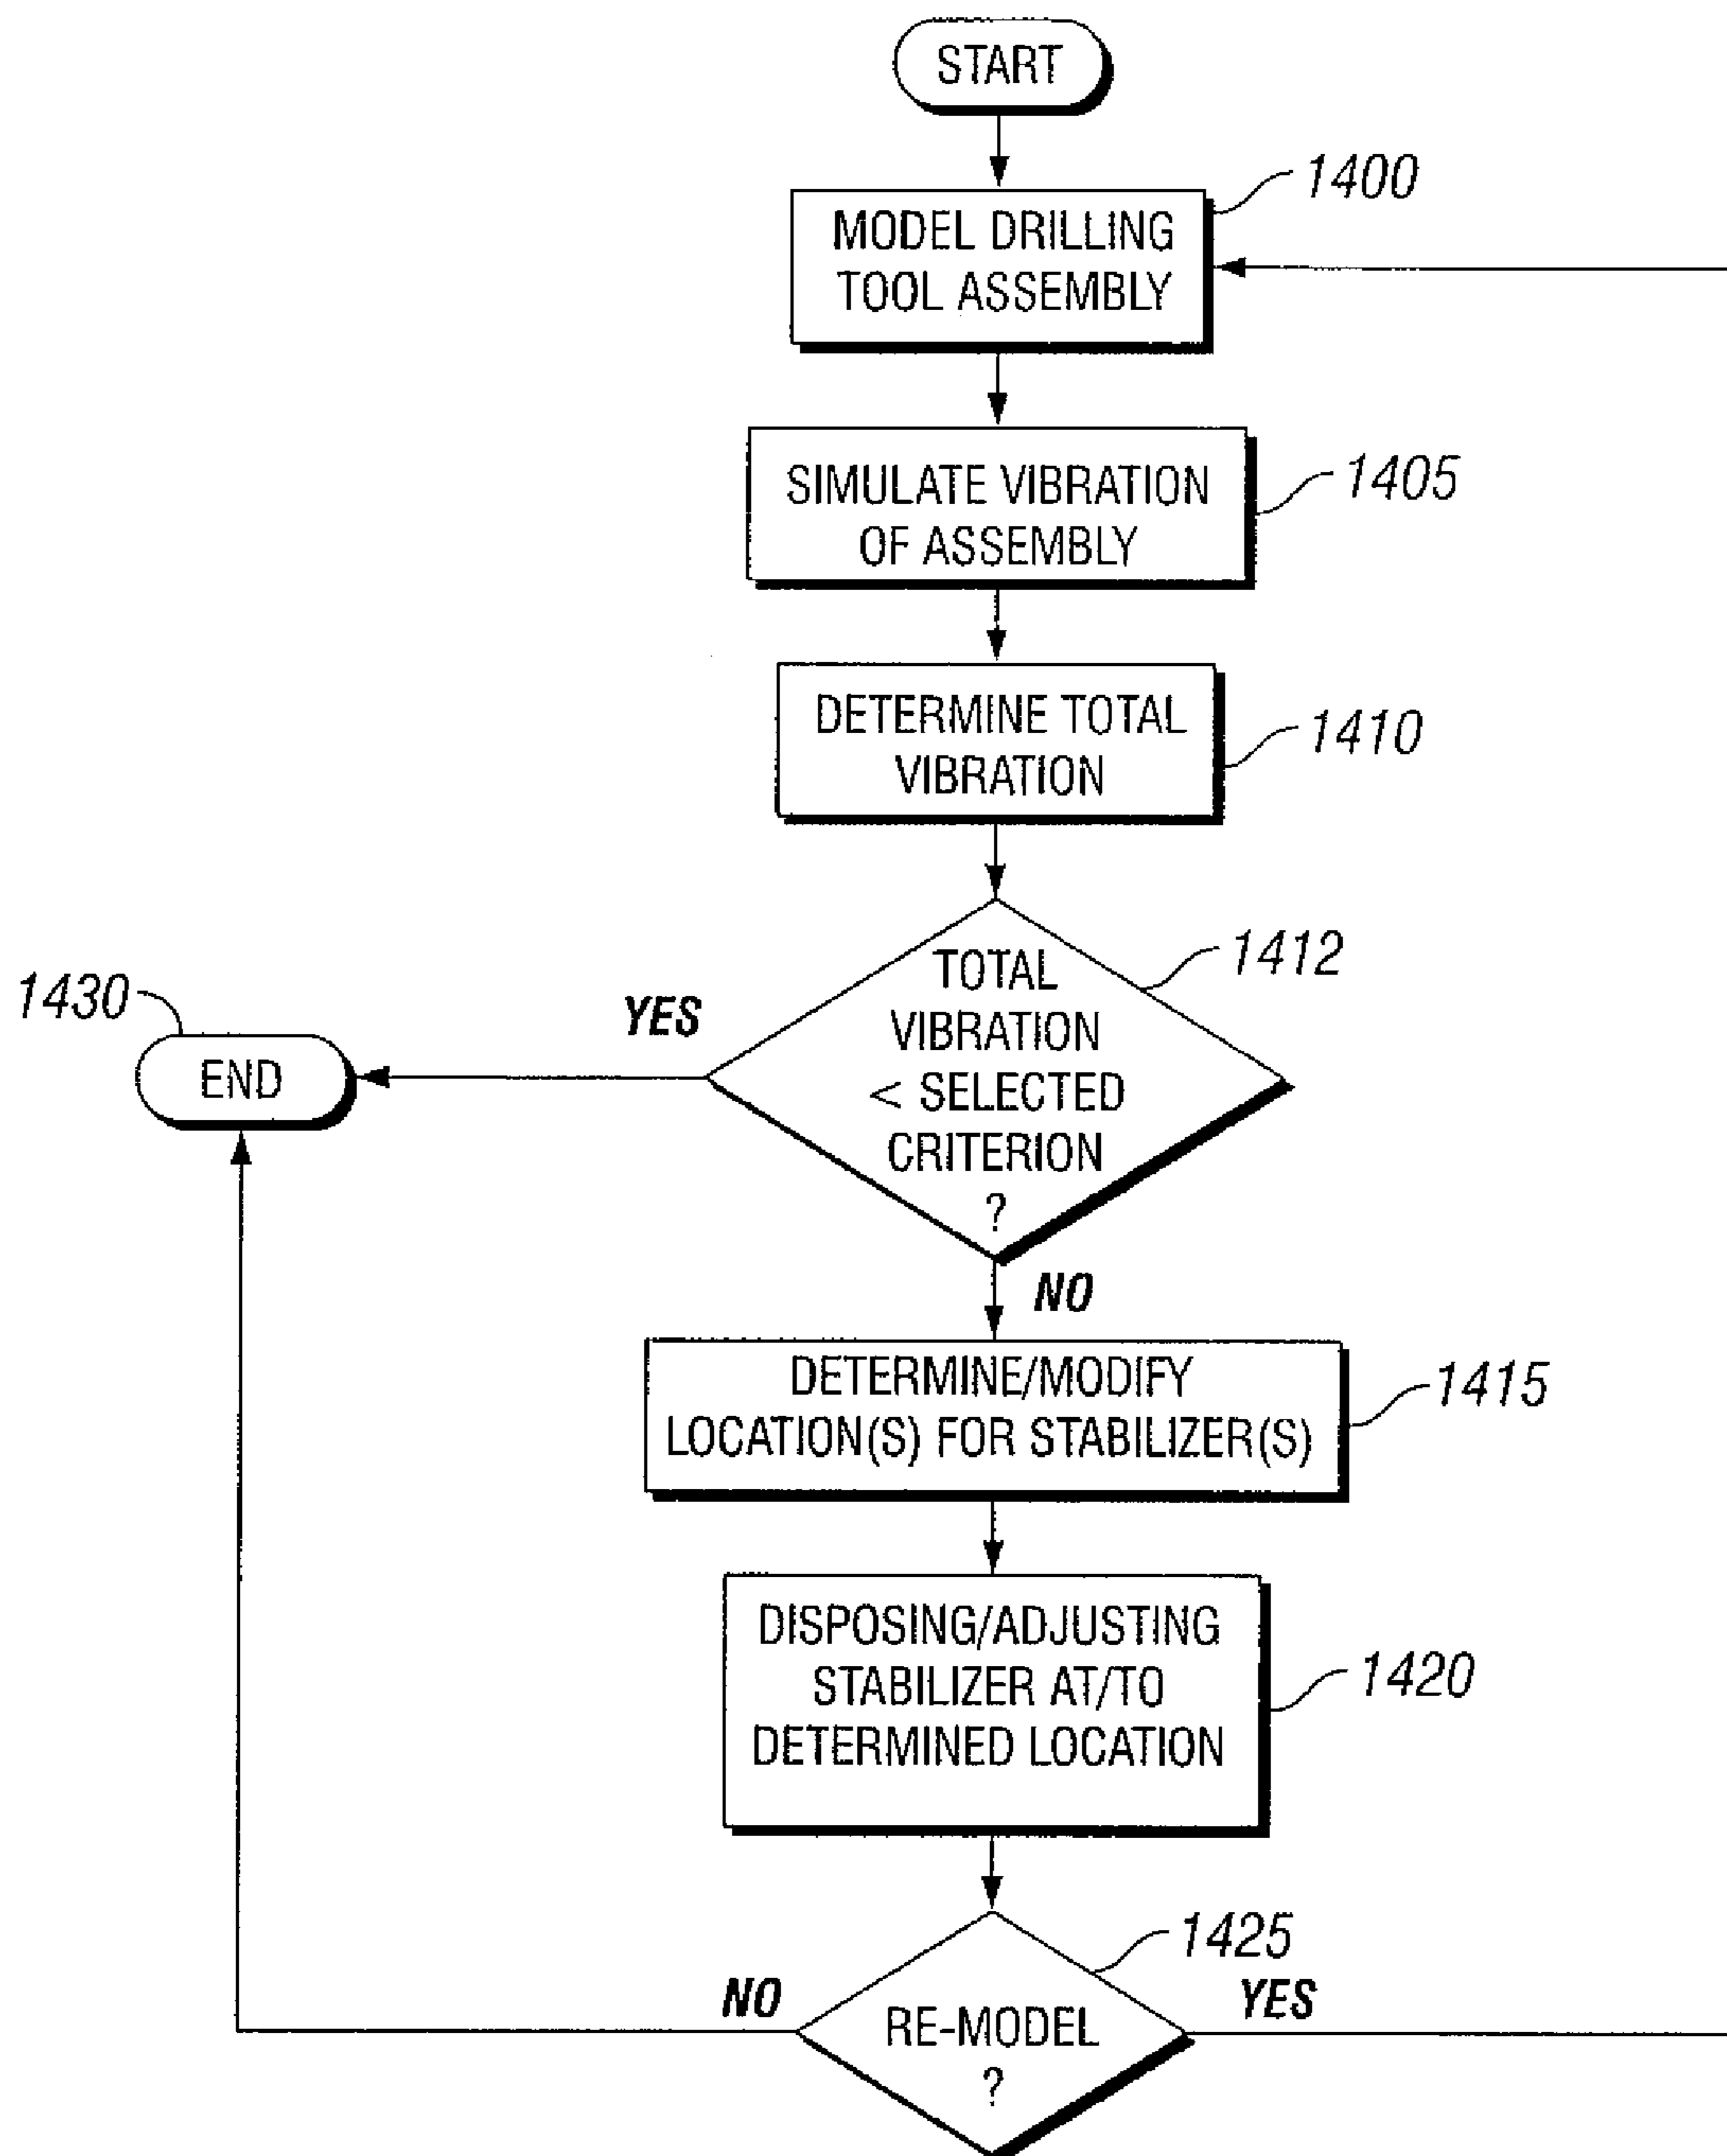 START
1400
MODEL DRILLING
TOOL ASSEMBLY
1405
SIMULATE VIBRATION
OF ASSEMBLY
1410
DETERMINE TOTAL
VIBRATION
1412
TOTAL
VIBRATION
< SELECTED
CRITERION
?
YES
1430
END
NO
1415
DETERMINE/MODIFY
LOCATION(S) FOR STABILIZER(S)
1420
DISPOSING/ADJUSTING
STABILIZER AT/TO
DETERMINED LOCATION
1425
NO
RE-MODEL
?
YES